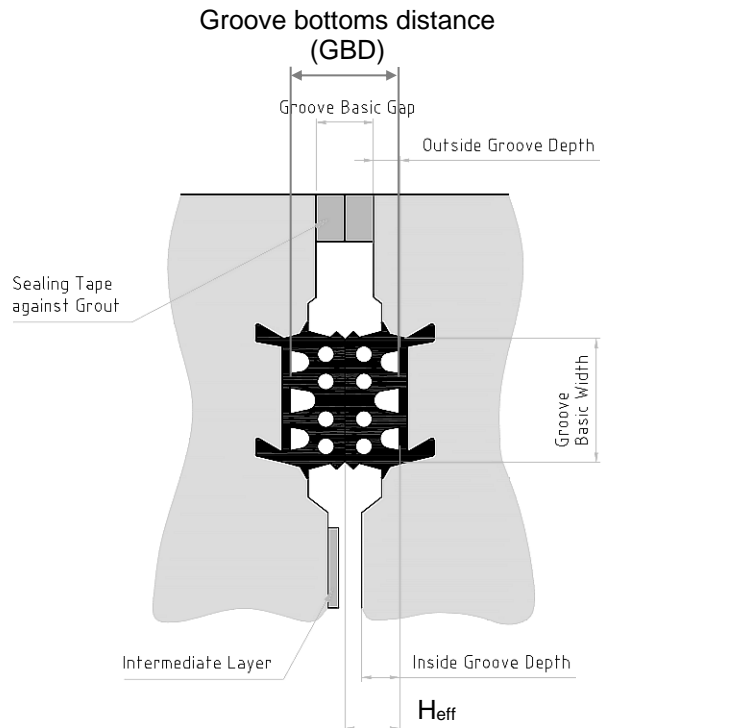 Groove bottoms distance
(GBD)
Groove Basic Gap
Outside Groove Depth
Sealing Tape
against Grout
Groove
Basic Width
Intermediate Layer
Inside Groove Depth
Heff